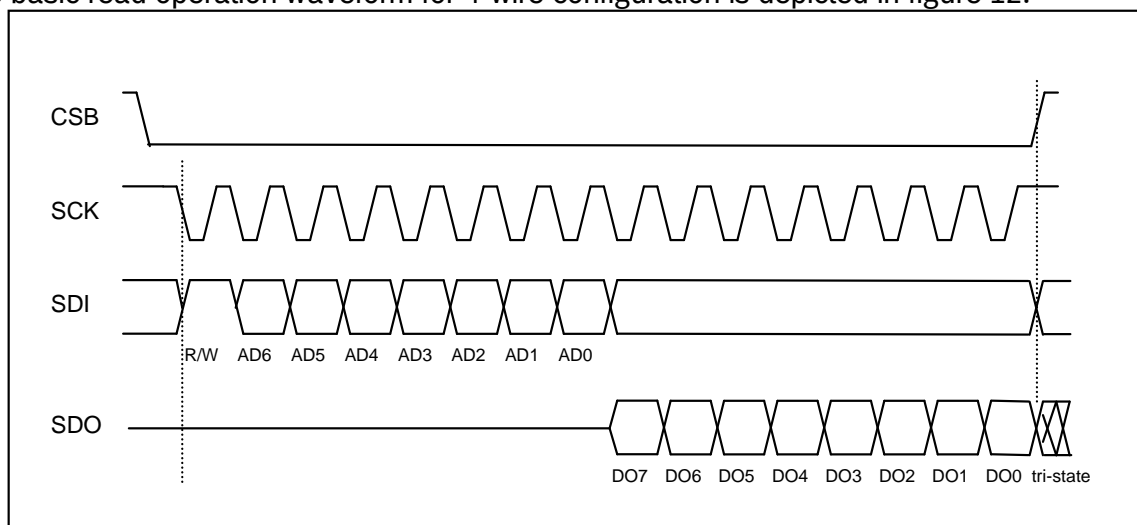 basic read operation waveform for 4 wire configuration is depicted in figure 12:
CSB
SCK
SDI
R/W AD6 AD5 AD4 AD3 AD2 AD1 AD0
SDO
DO7 DO6 DO5 DO4 DO3 DO2 DO1 DO0 tri-state